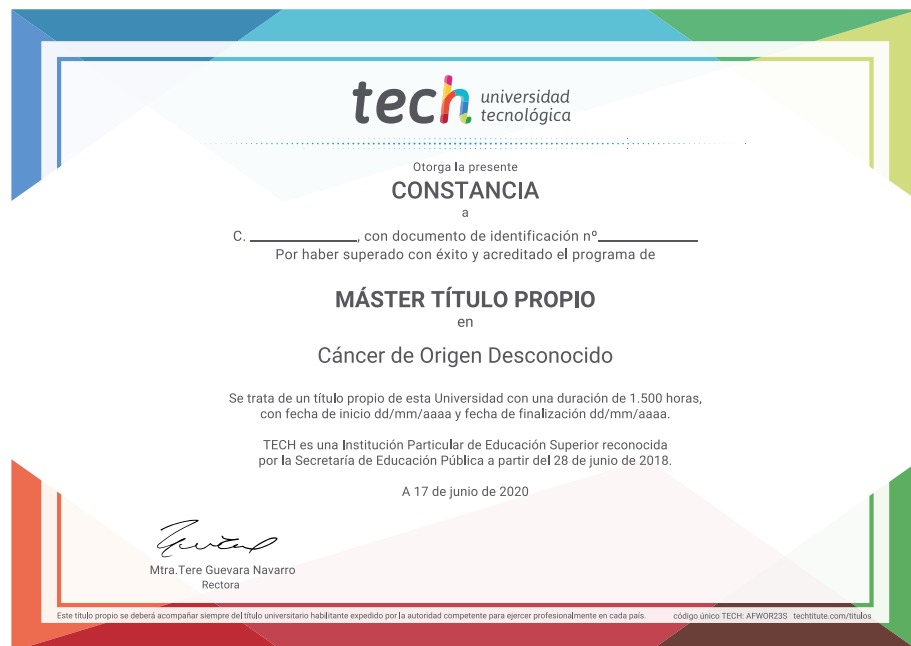 tech universidad
tecnológica
Otorga la presente
CONSTANCIA
a
C. ____________, con documento de identificación nº____________
Por haber superado con éxito y acreditado el programa de
MÁSTER TÍTULO PROPIO
en
Cáncer de Origen Desconocido
Se trata de un título propio de esta Universidad con una duración de 1.500 horas,
con fecha de inicio dd/mm/aaaa y fecha de finalización dd/mm/aaaa.
TECH es una Institución Particular de Educación Superior reconocida
por la Secretaría de Educación Pública a partir del 28 de junio de 2018.
A 17 de junio de 2020
Mtra.Tere Guevara Navarro
Rectora
Este título propio se deberá acompañar siempre del título universitario habilitante expedido por la autoridad competente para ejercer profesionalmente en cada país. código único TECH: AFWOR23S techtitute.com/titulos